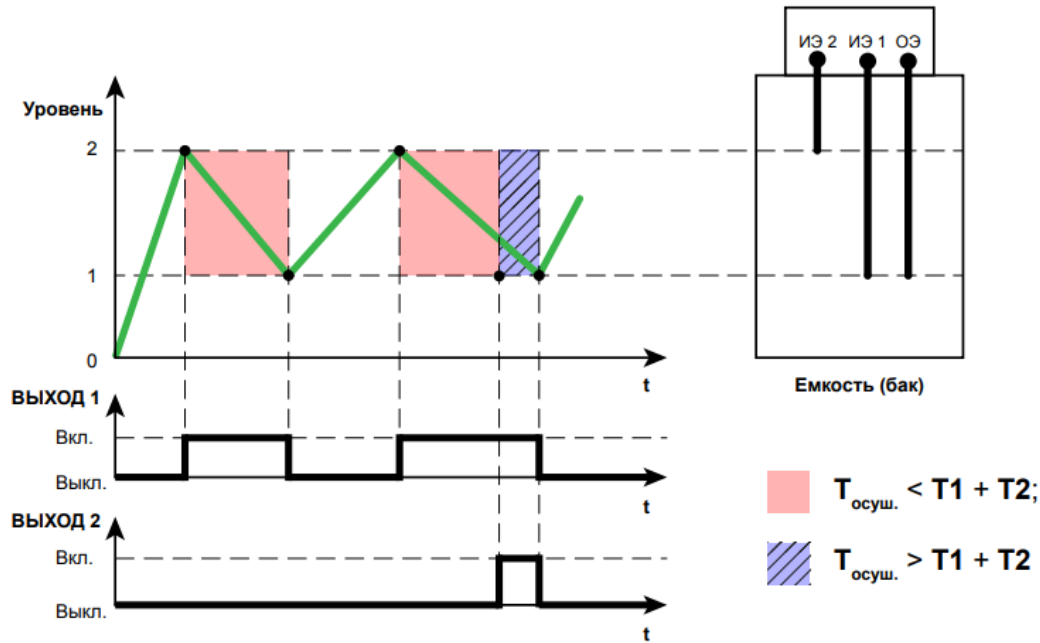 ИЭ 2 ИЭ 1 ОЭ
Уровень
2
1
0
t
Емкость (бак)
ВЫХОД 1
Вкл.
Выкл.
t
ВЫХОД 2
Вкл.
Выкл.
t
Tосуш. < T1 + T2;
Tосуш. > T1 + T2